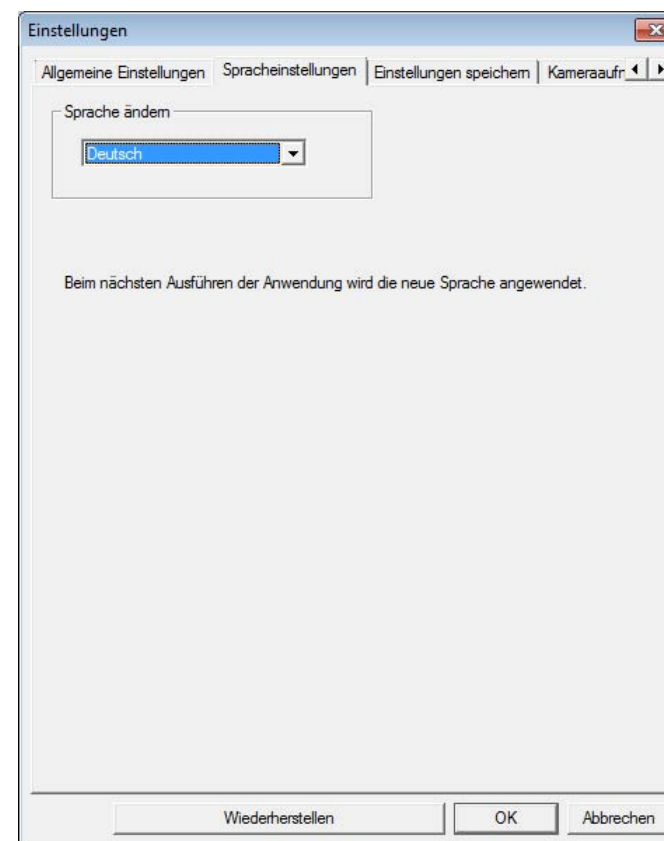 Einstellungen
Allgemeine Einstellungen Spracheinstellungen Einstellungen speichern Kameraaufr
Sprache ändern
Deutsch
Beim nächsten Ausführen der Anwendung wird die neue Sprache angewendet.
Wiederherstellen OK Abbrechen